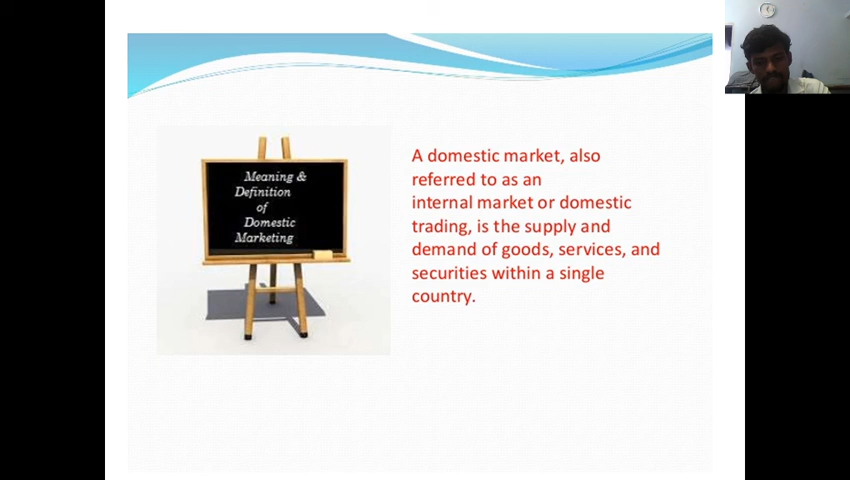 Meaning &
Definition
of
Domestic
Marketing
A domestic market, also
referred to as an
internal market or domestic
trading, is the supply and
demand of goods, services, and
securities within a single
country.